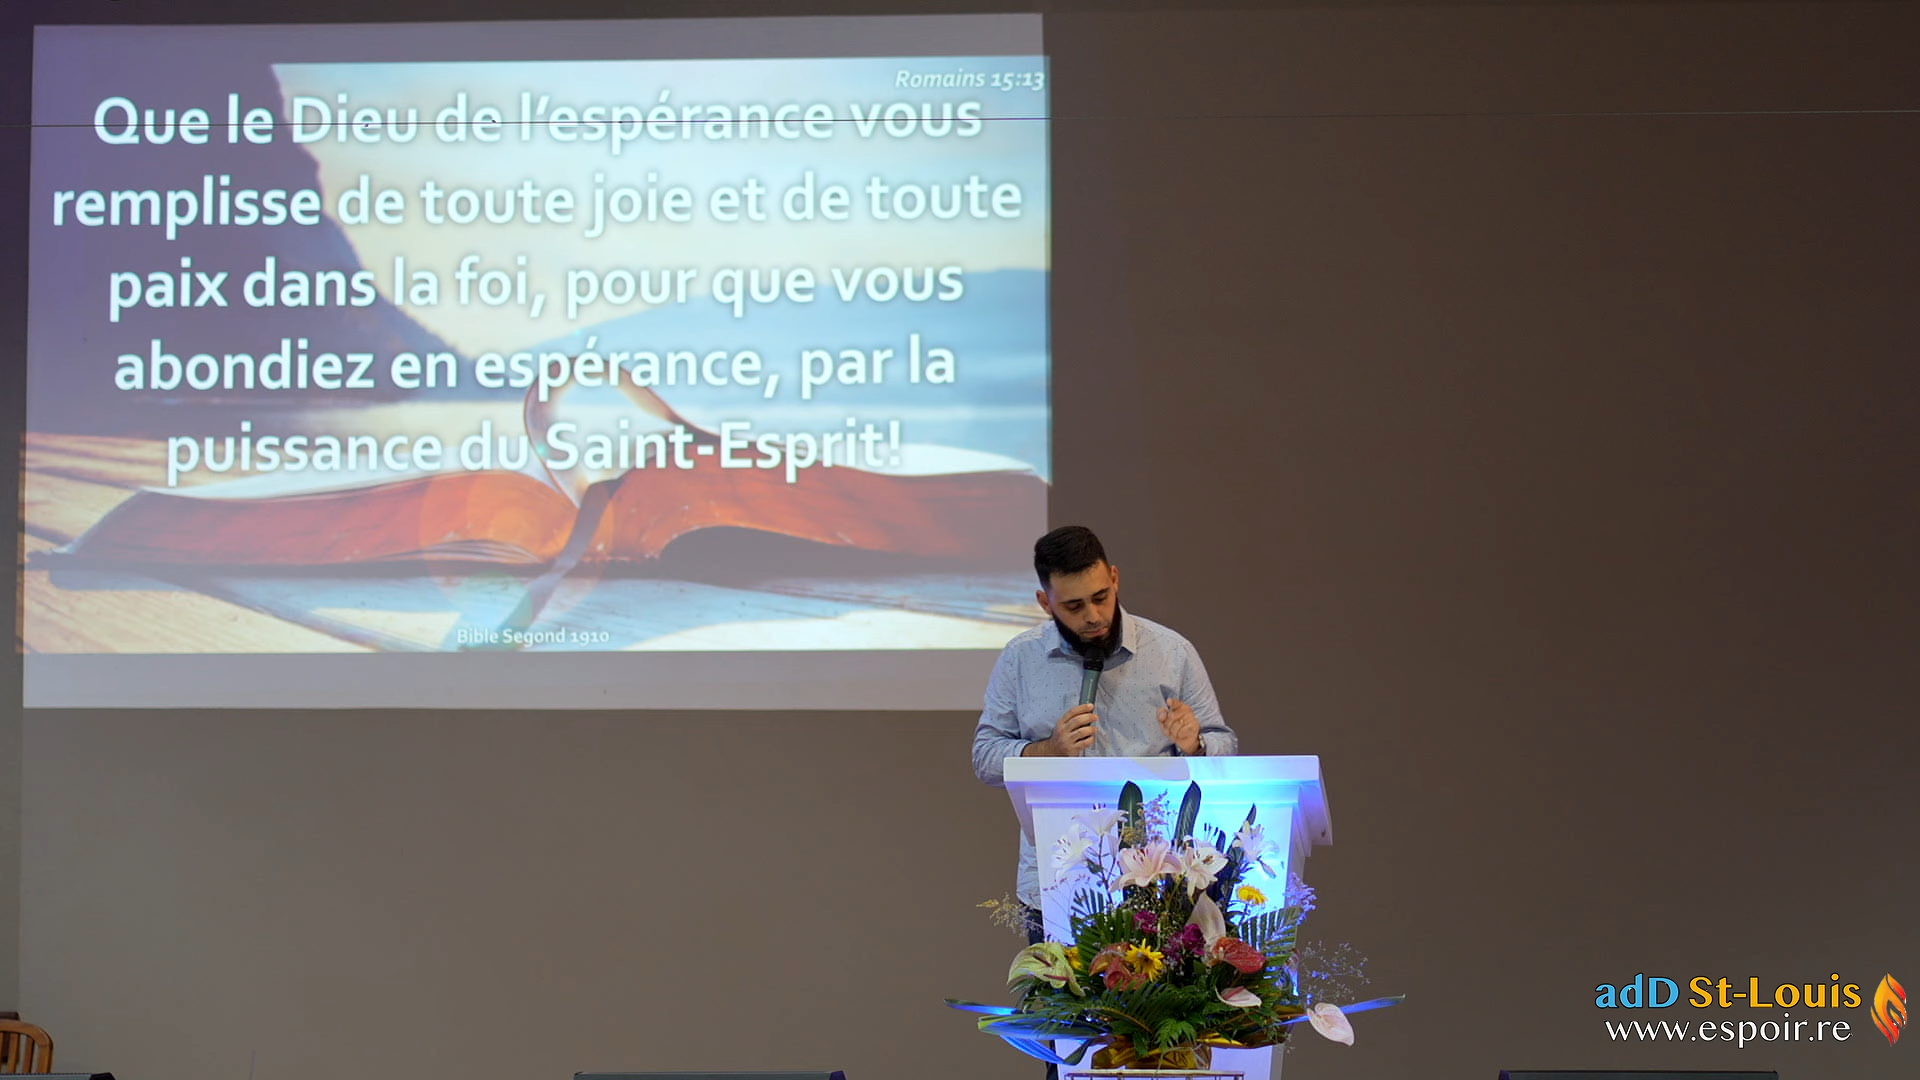 Romains 15:13
Que le Dieu de l’espérance vous
remplisse de toute joie et de toute
paix dans la foi, pour que vous
abondiez en espérance, par la
puissance du Saint-Esprit!
Bible Segond 1910
adD St-Louis
www.espoir.re